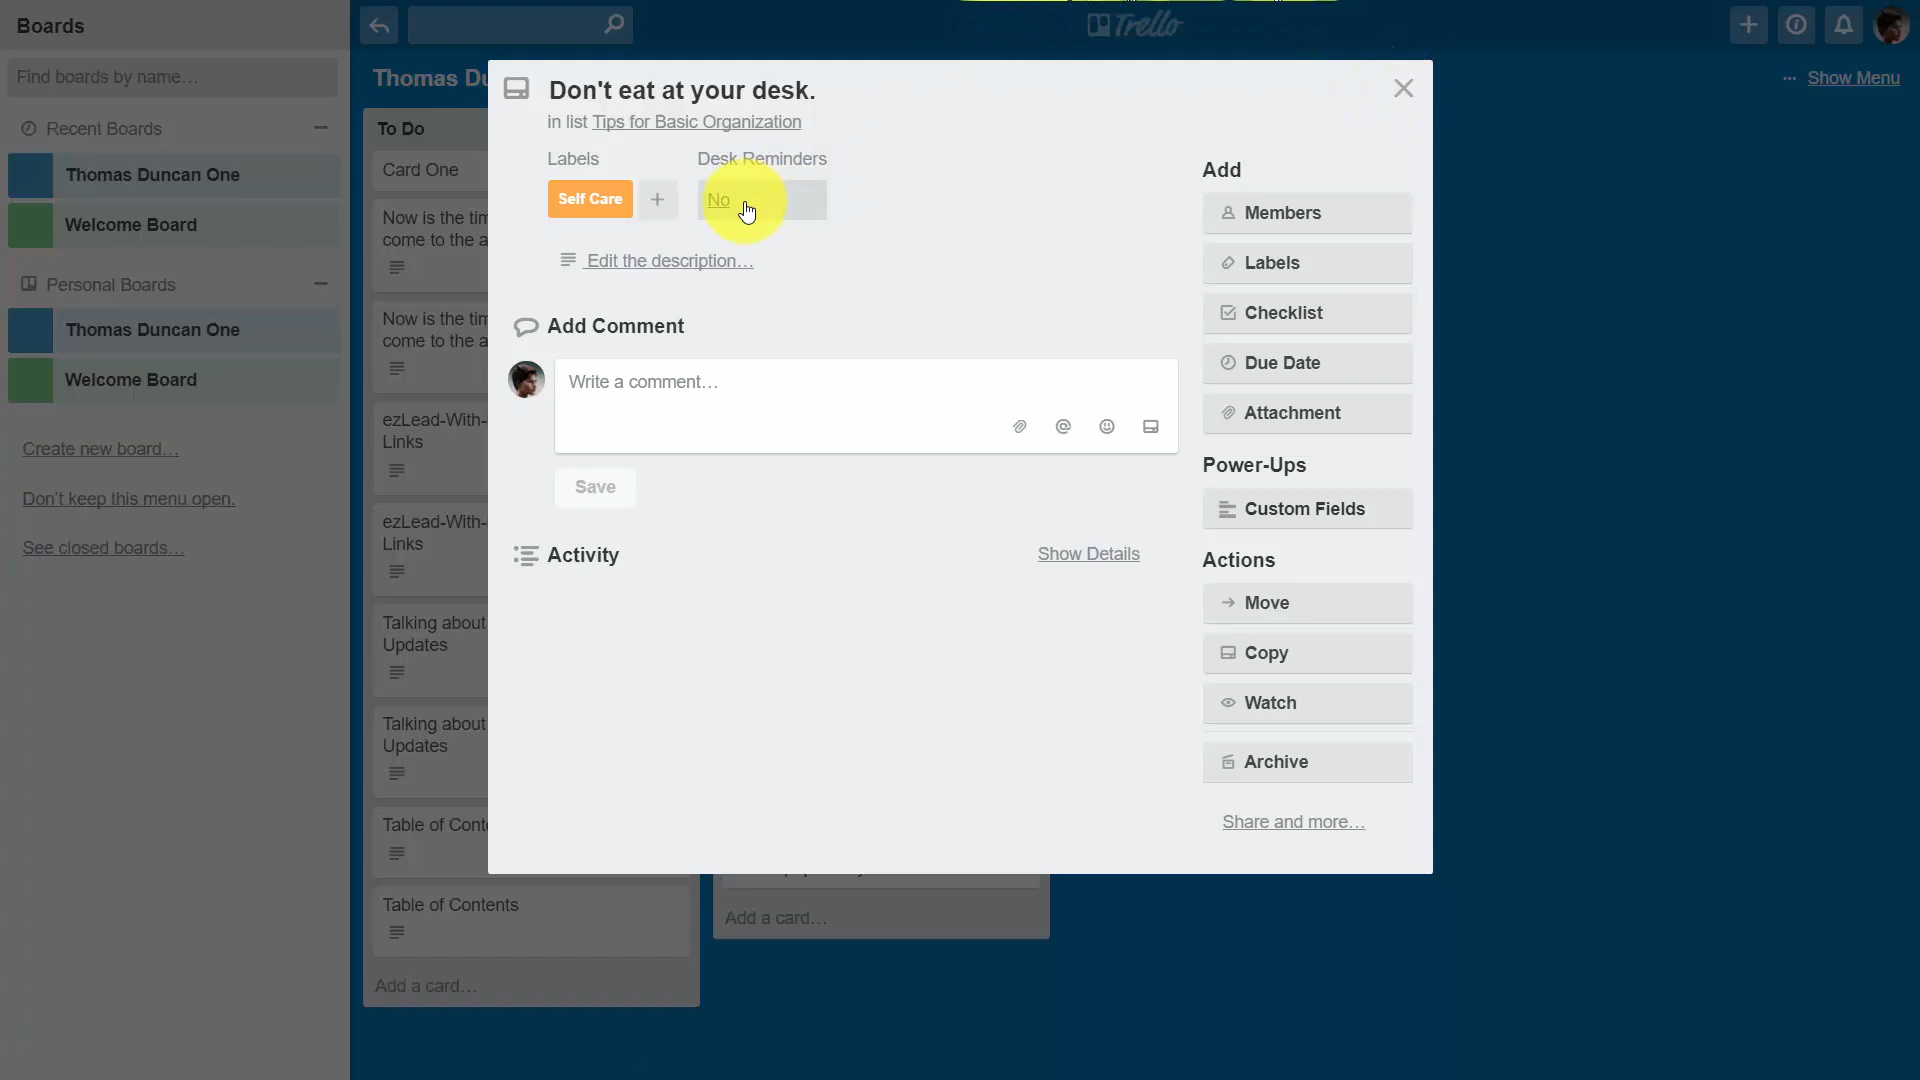 Boards
Find boards by name…
Recent Boards
Thomas Duncan One
Welcome Board
Personal Boards
Thomas Duncan One
Welcome Board
Create new board…
Don't keep this menu open.
See closed boards…
Trello
Thomas Du
Show Menu
To Do
Card One
Now is the tim
come to the a
Now is the tim
come to the a
ezLead-With-
Links
ezLead-With-
Links
Talking about
Updates
Talking about
Updates
Table of Conte
Table of Contents
Add a card…
Add a card…
Don't eat at your desk.
in list Tips for Basic Organization
Labels
Desk Reminders
Self Care
No
Edit the description…
Add Comment
Write a comment…
Save
Activity
Show Details
Add
Members
Labels
Checklist
Due Date
Attachment
Power-Ups
Custom Fields
Actions
Move
Copy
Watch
Archive
Share and more…